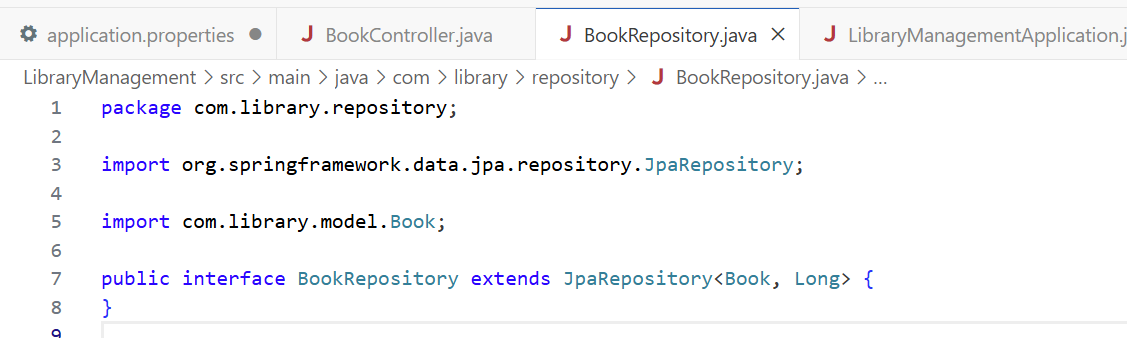 application.properties BookController.java BookRepository.java LibraryManagementApplication.j
LibraryManagement > src > main > java > com > library > repository > BookRepository.java > ...
1 package com.library.repository;
2
3 import org.springframework.data.jpa.repository.JpaRepository;
4
5 import com.library.model.Book;
6
7 public interface BookRepository extends JpaRepository<Book, Long> {
8 }
9